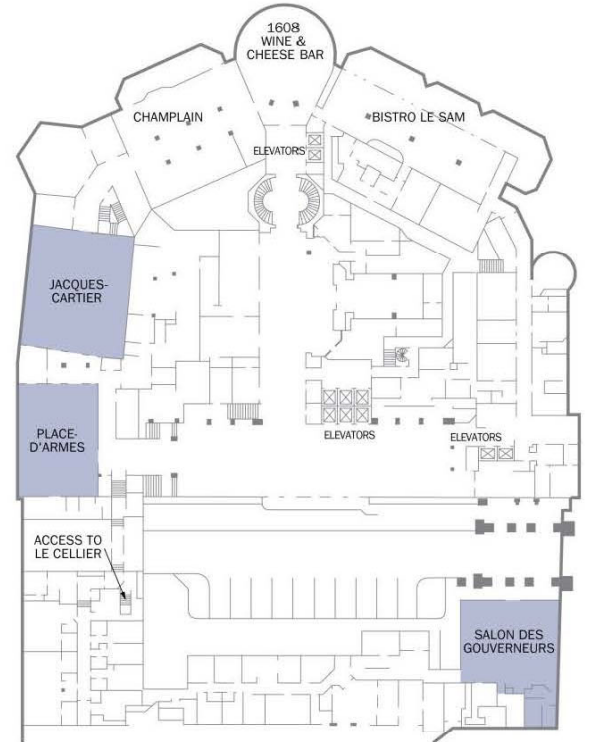 1608
WINE &
CHEESE BAR
CHAMPLAIN
BISTRO LE SAM
ELEVATORS
JACQUES-
CARTIER
PLACE-
D'ARMES
ELEVATORS
ELEVATORS
ACCESS TO
LE CELLIER
SALON DES
GOUVERNEURS